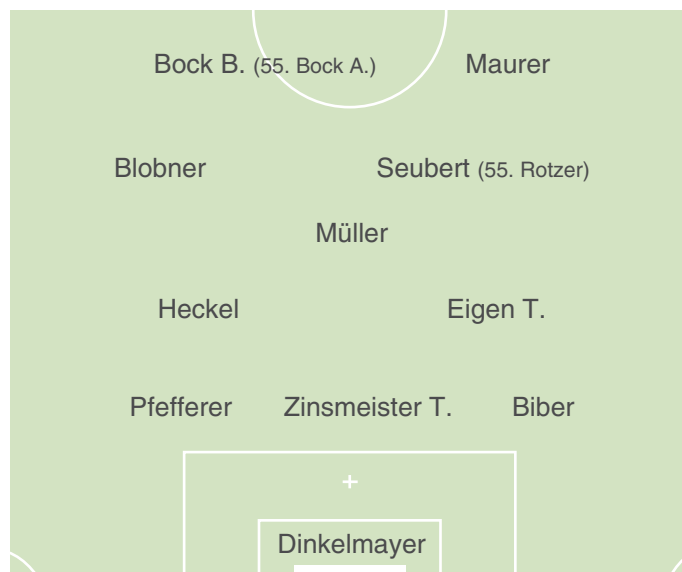 Bock B. (55. Bock A.) Maurer
Blobner Seubert (55. Rotzer)
Müller
Heckel Eigen T.
Pfefferer Zinsmeister T. Biber
Dinkelmayer